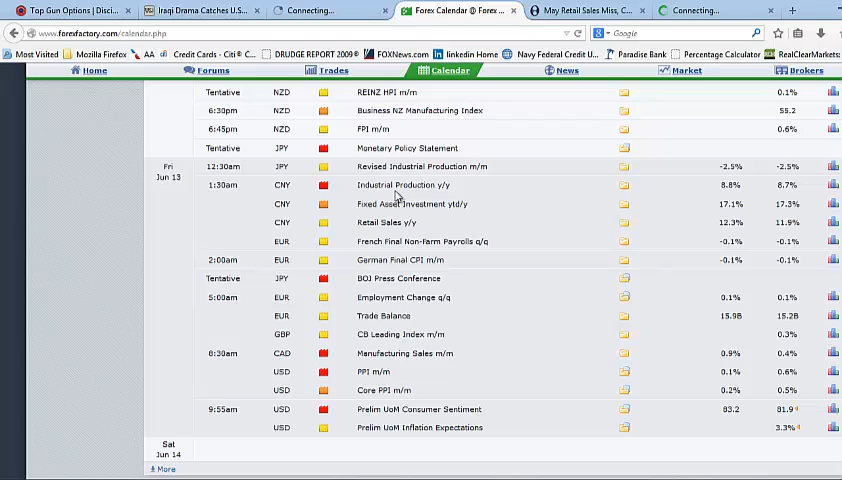 Top Gun Options | Disci...
Iraqi Drama Catches U.S...
Connecting...
Forex Calendar @ Forex ...
May Retail Sales Miss, C...
Connecting...
www.forexfactory.com/calendar.php
Google
Most Visited
Mozilla Firefox
AA
Credit Cards - Citi® C...
DRUDGE REPORT 2009®
FOXNews.com
linkedin Home
Navy Federal Credit U...
Paradise Bank
Percentage Calculator
RealClearMarkets:
Home Forums Trades Calendar News Market Brokers
Tentative NZD REINZ HPI m/m 0.1%
6:30pm NZD Business NZ Manufacturing Index 55.2
6:45pm NZD FPI m/m 0.6%
Tentative JPY Monetary Policy Statement
Fri
Jun 13
12:30am JPY Revised Industrial Production m/m -2.5% -2.5%
1:30am CNY Industrial Production y/y 8.8% 8.7%
CNY Fixed Asset Investment ytd/y 17.1% 17.3%
CNY Retail Sales y/y 12.3% 11.9%
EUR French Final Non-Farm Payrolls q/q -0.1% -0.1%
2:00am EUR German Final CPI m/m -0.1% -0.1%
Tentative JPY BOJ Press Conference
5:00am EUR Employment Change q/q 0.1% 0.1%
EUR Trade Balance 15.9B 15.2B
GBP CB Leading Index m/m 0.3%
8:30am CAD Manufacturing Sales m/m 0.9% 0.4%
USD PPI m/m 0.1% 0.6%
USD Core PPI m/m 0.2% 0.5%
9:55am USD Prelim UoM Consumer Sentiment 83.2 81.9
USD Prelim UoM Inflation Expectations 3.3%
Sat
Jun 14
More